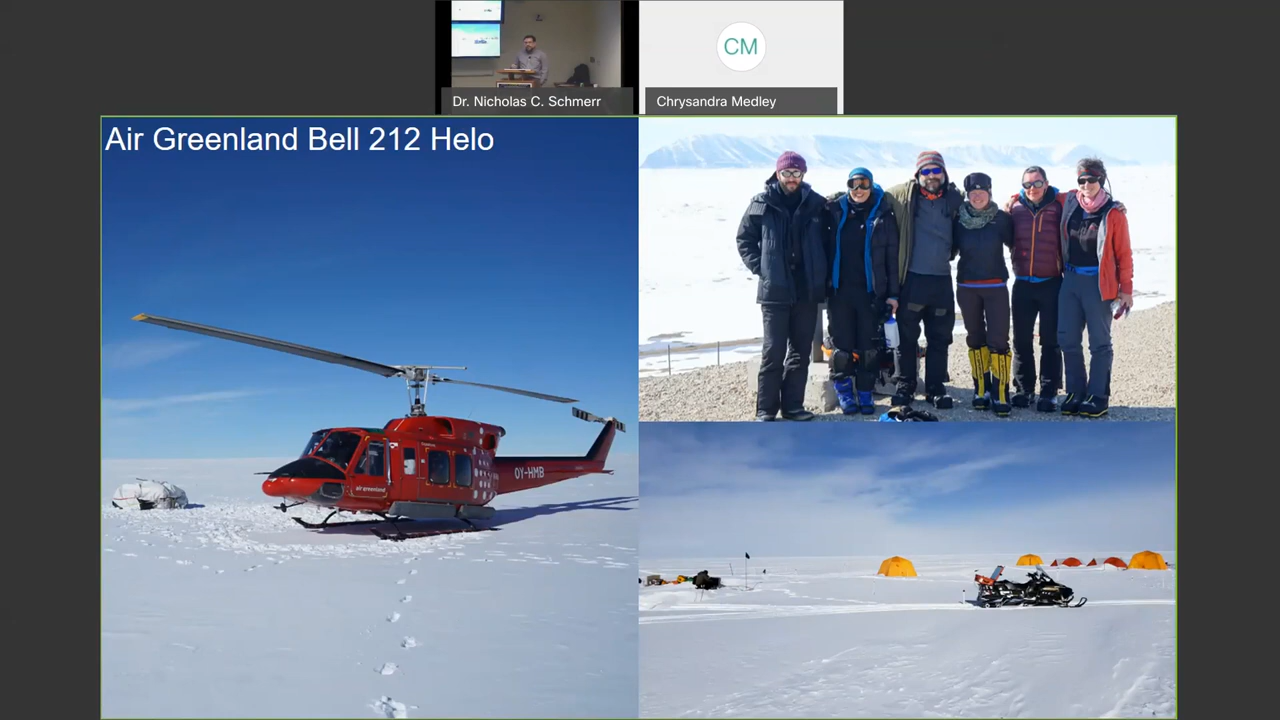 CM
Dr. Nicholas C. Schmerr
Chrysandra Medley
Air Greenland Bell 212 Helo
OY-HMB
air greenland